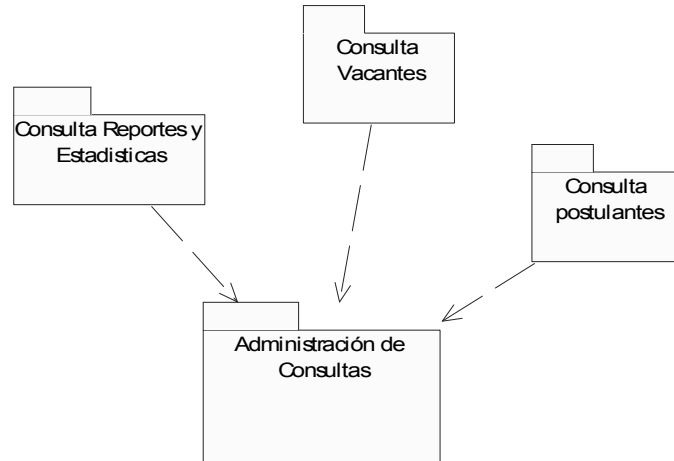 Consulta
Vacantes
Consulta Reportes y
Estadisticas
Consulta
postulantes
Administración de
Consultas